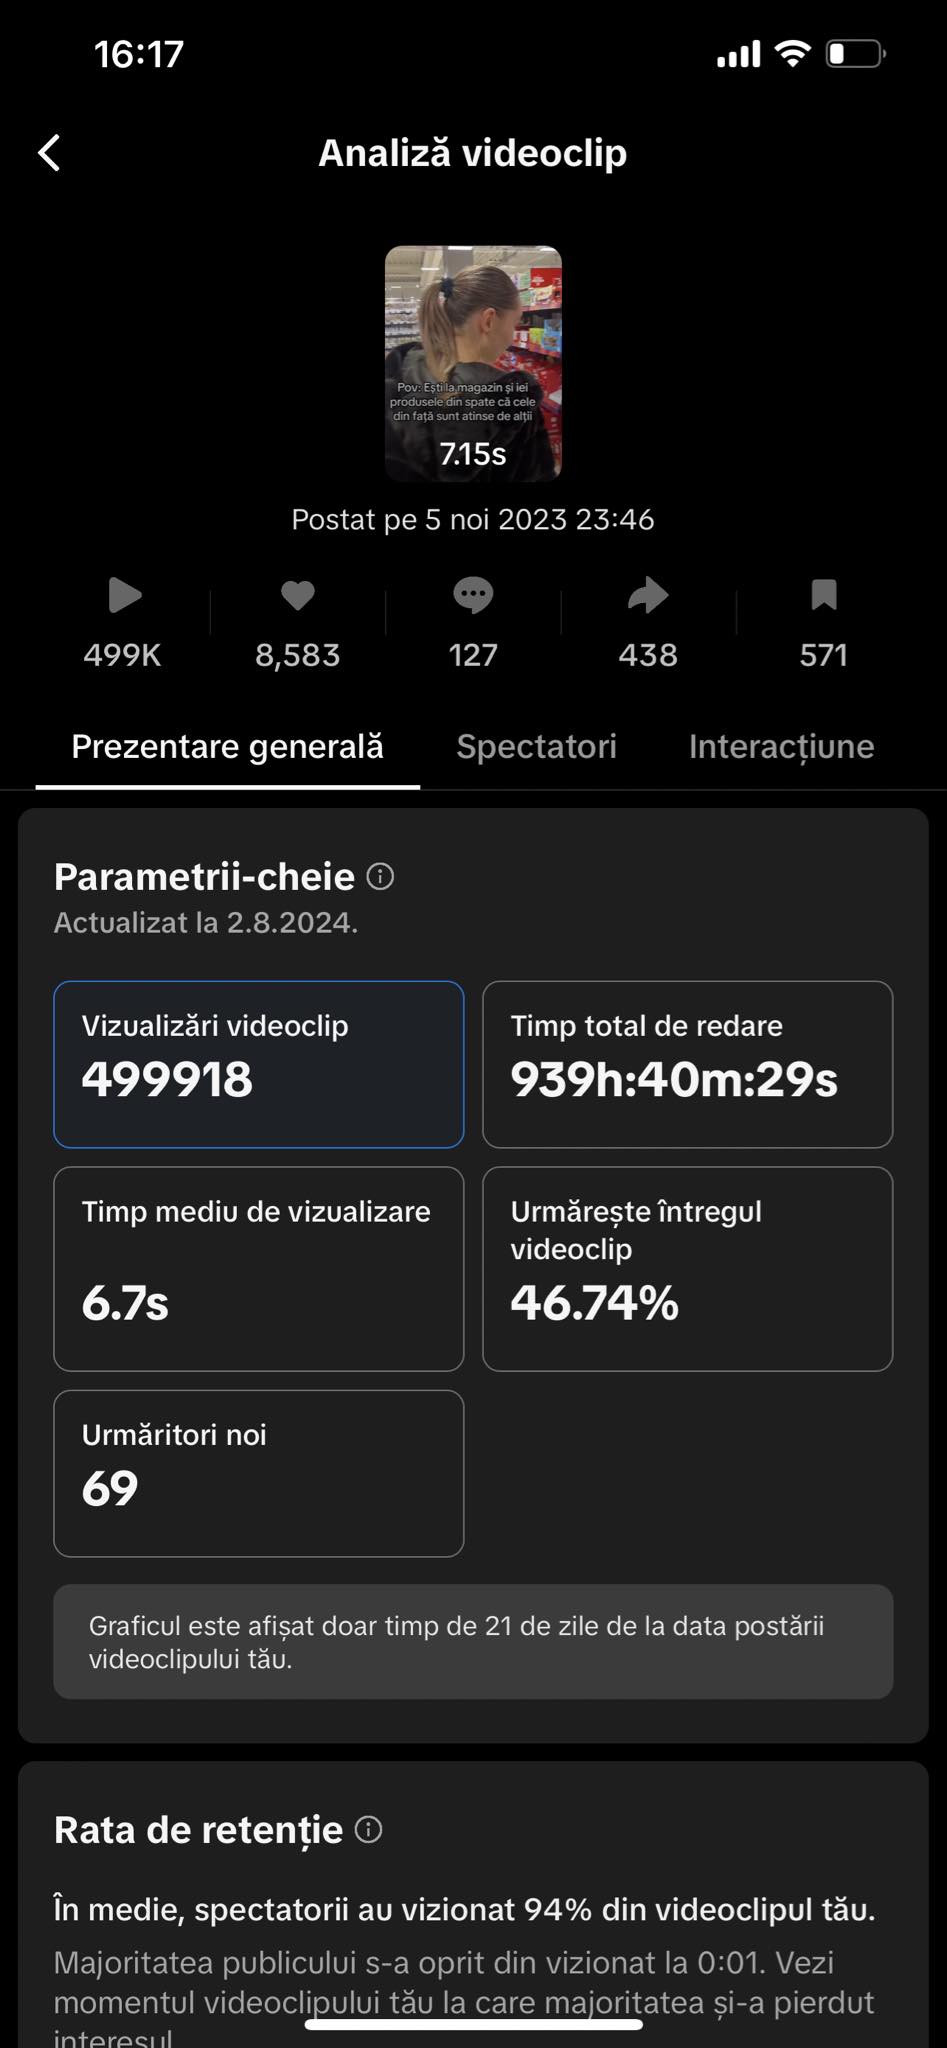 16:17
Analiză videoclip
Pov: Ești la magazin și iei
produsele din spate că cele
din față sunt atinse de alții
7.15s
Postat pe 5 noi 2023 23:46
499K
8,583
127
438
571
Prezentare generală
Spectatori
Interacțiune
Parametrii-cheie
Actualizat la 2.8.2024.
Vizualizări videoclip
499918
Timp total de redare
939h:40m:29s
Timp mediu de vizualizare
6.7s
Urmărește întregul
videoclip
46.74%
Urmăritori noi
69
Graficul este afișat doar timp de 21 de zile de la data postării
videoclipului tău.
Rata de retenție
În medie, spectatorii au vizionat 94% din videoclipul tău.
Majoritatea publicului s-a oprit din vizionat la 0:01. Vezi
momentul videoclipului tău la care majoritatea și-a pierdut
interesul